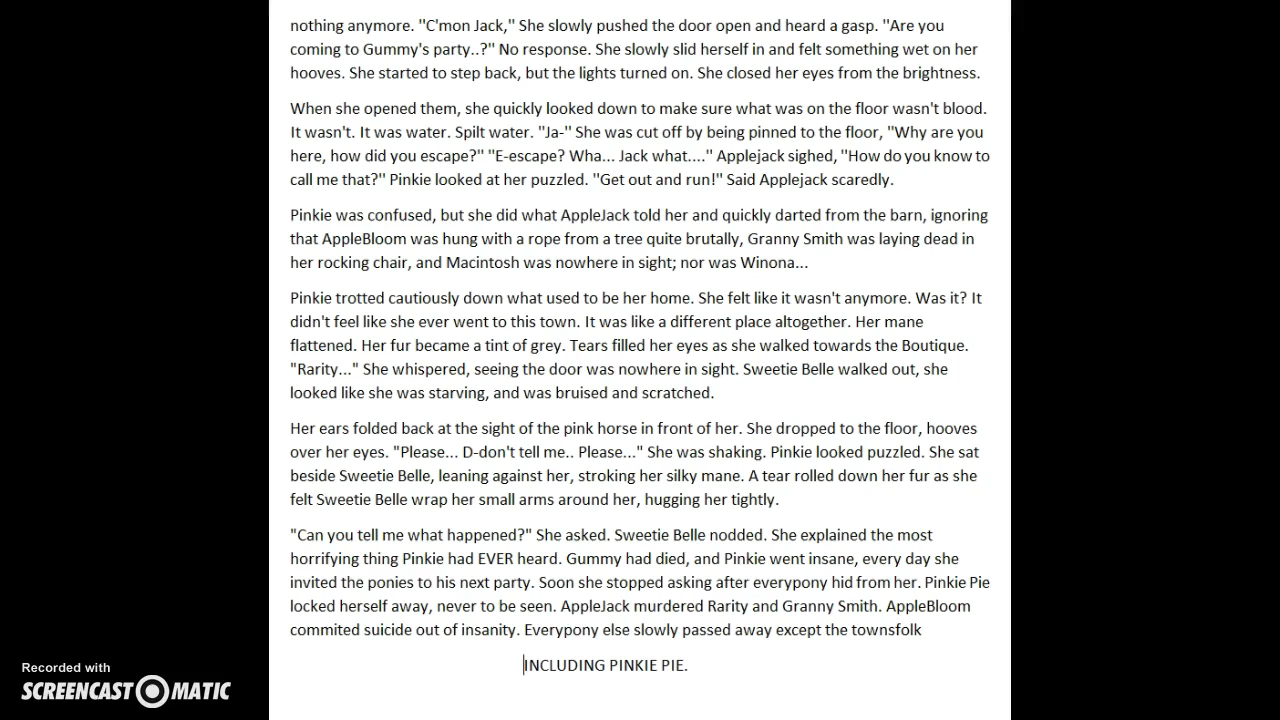 nothing anymore. "C'mon Jack," She slowly pushed the door open and heard a gasp. "Are you
coming to Gummy's party..?" No response. She slowly slid herself in and felt something wet on her
hooves. She started to step back, but the lights turned on. She closed her eyes from the brightness.
When she opened them, she quickly looked down to make sure what was on the floor wasn't blood.
It wasn't. It was water. Spilt water. "Ja-" She was cut off by being pinned to the floor, "Why are you
here, how did you escape?" "E-escape? Wha... Jack what...." Applejack sighed, "How do you know to
call me that?" Pinkie looked at her puzzled. "Get out and run!" Said Applejack scaredly.
Pinkie was confused, but she did what AppleJack told her and quickly darted from the barn, ignoring
that AppleBloom was hung with a rope from a tree quite brutally, Granny Smith was laying dead in
her rocking chair, and Macintosh was nowhere in sight; nor was Winona...
Pinkie trotted cautiously down what used to be her home. She felt like it wasn't anymore. Was it? It
didn't feel like she ever went to this town. It was like a different place altogether. Her mane
flattened. Her fur became a tint of grey. Tears filled her eyes as she walked towards the Boutique.
"Rarity..." She whispered, seeing the door was nowhere in sight. Sweetie Belle walked out, she
looked like she was starving, and was bruised and scratched.
Her ears folded back at the sight of the pink horse in front of her. She dropped to the floor, hooves
over her eyes. "Please... D-don't tell me.. Please..." She was shaking. Pinkie looked puzzled. She sat
beside Sweetie Belle, leaning against her, stroking her silky mane. A tear rolled down her fur as she
felt Sweetie Belle wrap her small arms around her, hugging her tightly.
"Can you tell me what happened?" She asked. Sweetie Belle nodded. She explained the most
horrifying thing Pinkie had EVER heard. Gummy had died, and Pinkie went insane, every day she
invited the ponies to his next party. Soon she stopped asking after everypony hid from her. Pinkie Pie
locked herself away, never to be seen. AppleJack murdered Rarity and Granny Smith. AppleBloom
commited suicide out of insanity. Everypony else slowly passed away except the townsfolk
INCLUDING PINKIE PIE.
Recorded with
SCREENCAST MATIC